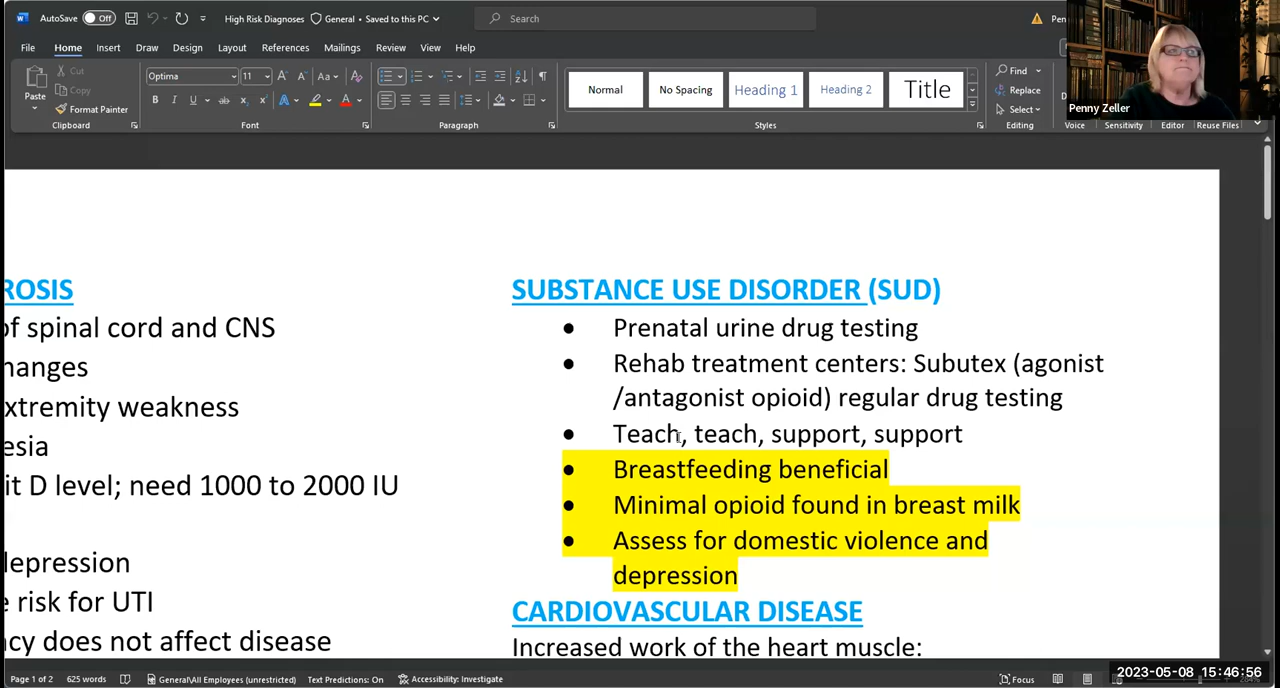 AutoSave Off High Risk Diagnoses General • Saved to this PC Search Pen
File Home Insert Draw Design Layout References Mailings Review View Help
Paste Cut Copy Format Painter
Optima 11 Aa
Normal No Spacing Heading 1 Heading 2 Title
Find Replace Select
Penny Zeller
Clipboard Font Paragraph Styles Editing Voice Sensitivity Editor Reuse Files
ROSIS
of spinal cord and CNS
hanges
xtremity weakness
esia
it D level; need 1000 to 2000 IU
depression
e risk for UTI
ncy does not affect disease
SUBSTANCE USE DISORDER (SUD)
• Prenatal urine drug testing
• Rehab treatment centers: Subutex (agonist
/antagonist opioid) regular drug testing
• Teach, teach, support, support
• Breastfeeding beneficial
• Minimal opioid found in breast milk
• Assess for domestic violence and
depression
CARDIOVASCULAR DISEASE
Increased work of the heart muscle:
Page 1 of 2 625 words General\All Employees (unrestricted) Text Predictions: On Accessibility: Investigate Focus
2023-05-08 15:46:56